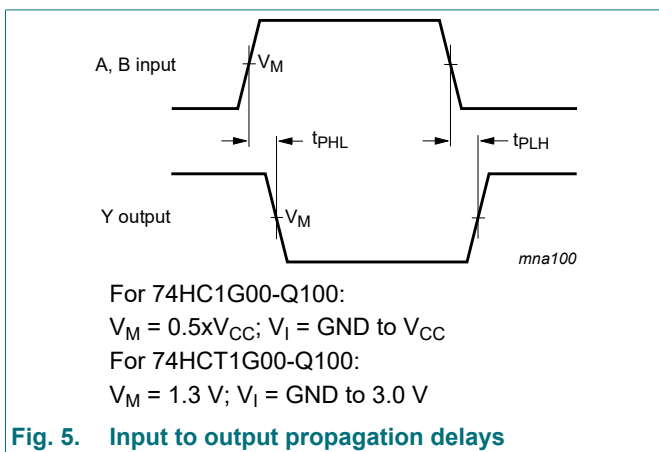 A, B input
VM
tPHL
tPLH
Y output
VM
mna100
For 74HC1G00-Q100:
VM = 0.5xVCC; VI = GND to VCC
For 74HCT1G00-Q100:
VM = 1.3 V; VI = GND to 3.0 V
Fig. 5. Input to output propagation delays